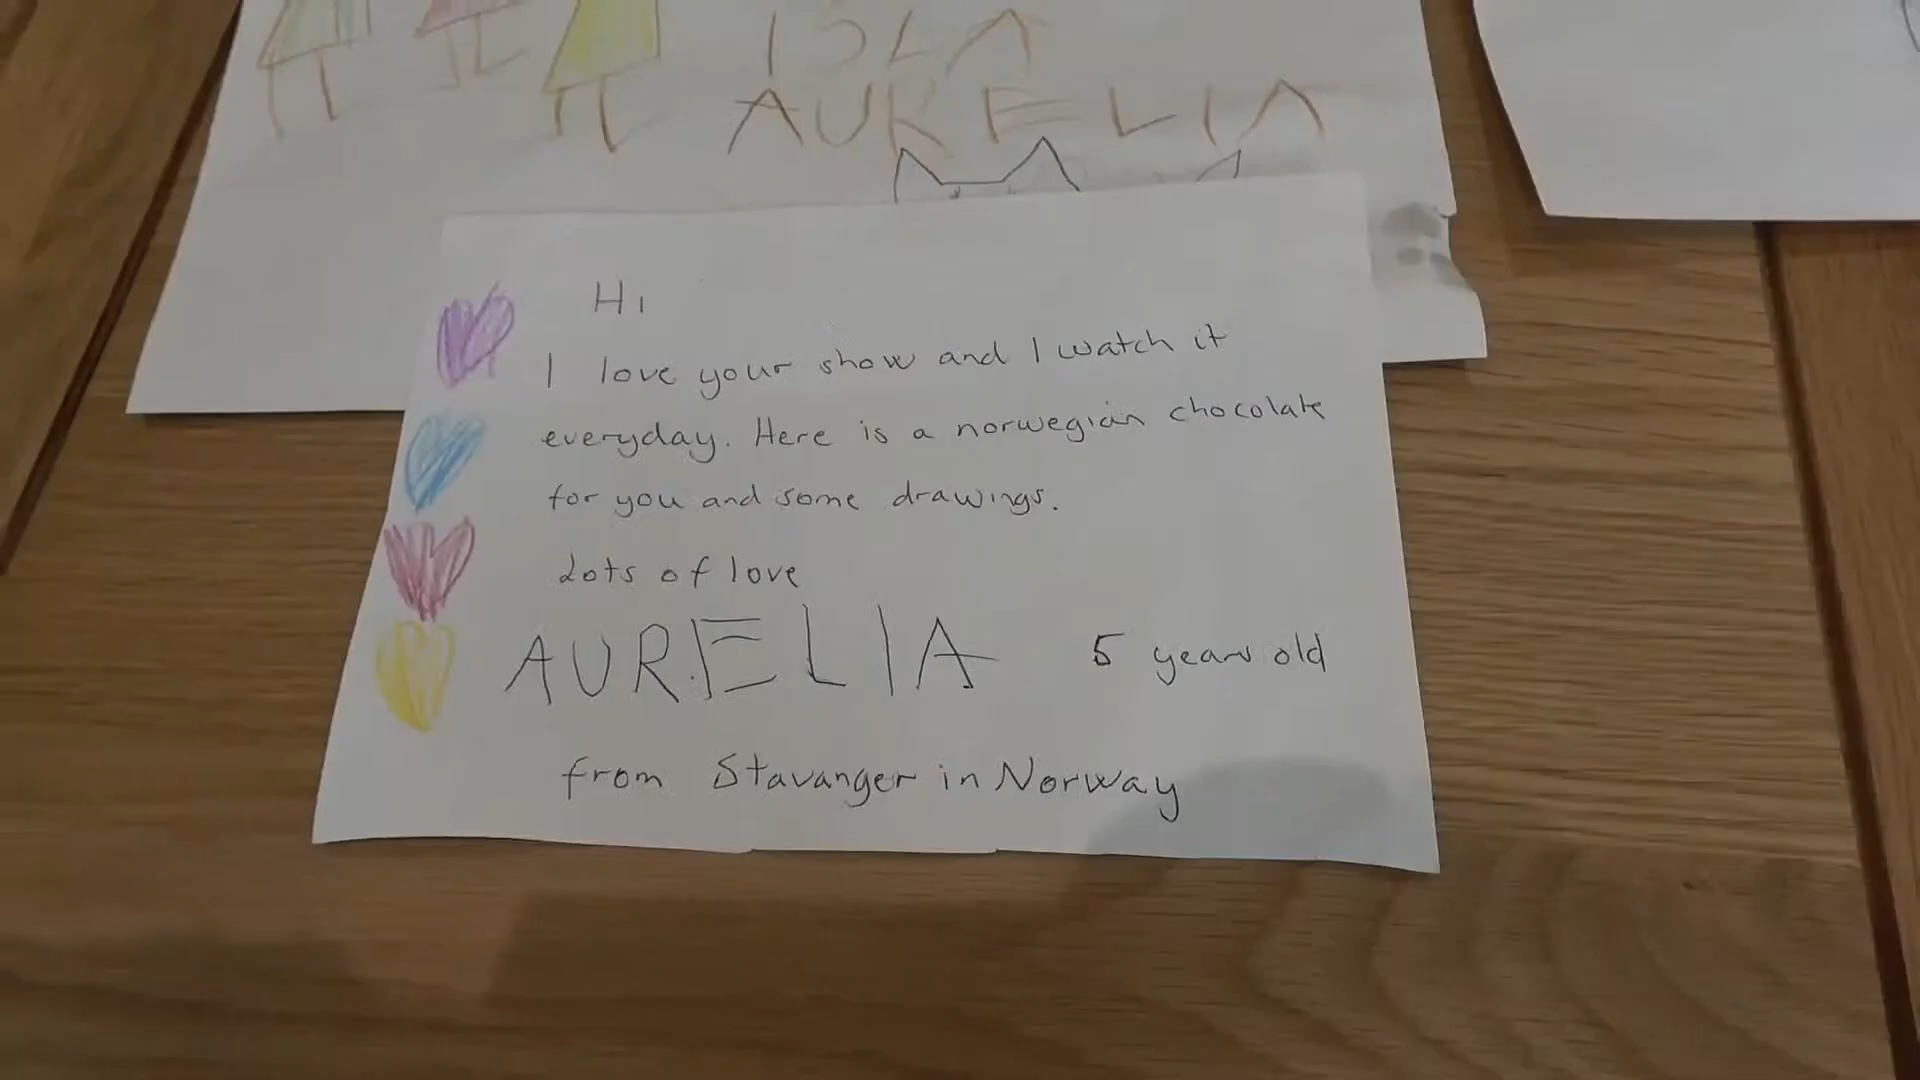 ISLA
AURELIA
Hi
I love your show and I watch it
everyday. Here is a norwegian chocolate
for you and some drawings.
Lots of love
AURELIA 5 years old
from Stavanger in Norway